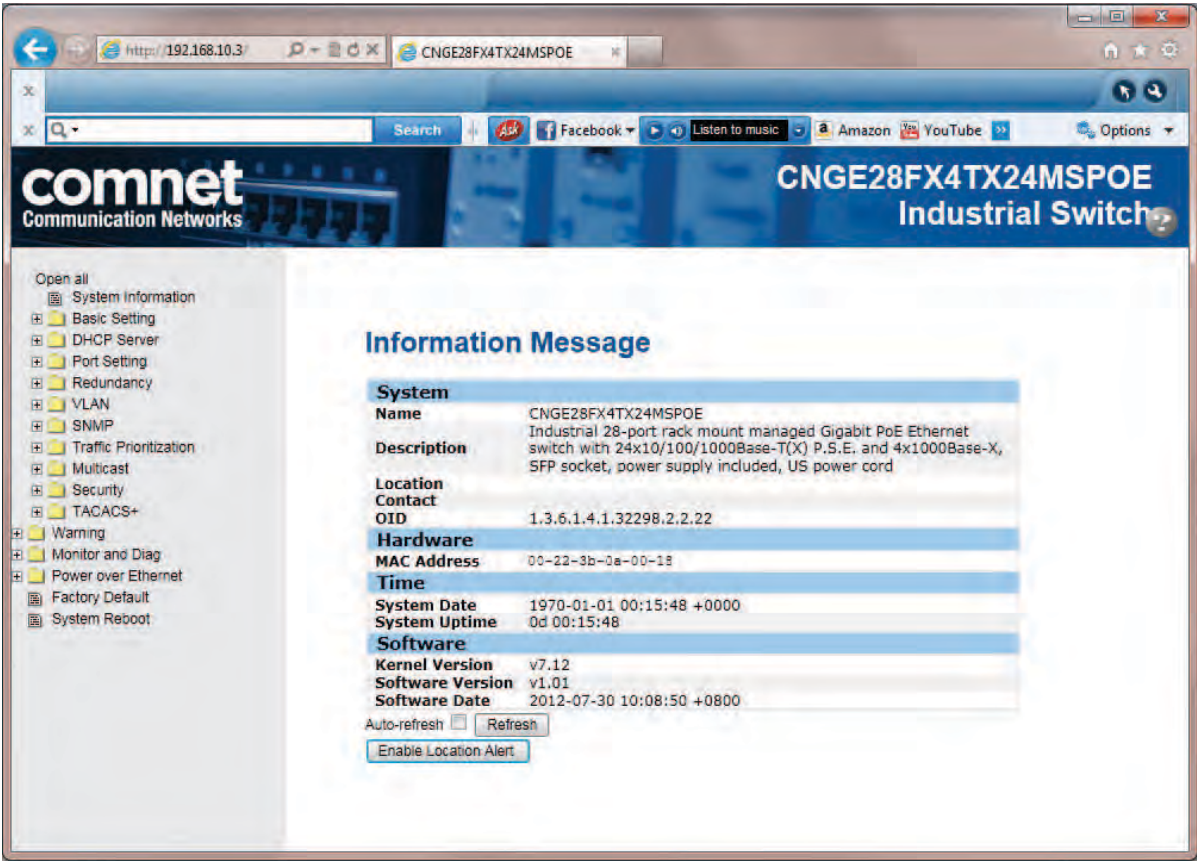 http://192.168.10.3/
CNGE28FX4TX24MSPOE
Search
Ask
Facebook
Listen to music
Amazon
YouTube
Options
comnet
Communication Networks
CNGE28FX4TX24MSPOE
Industrial Switch
Open all
System Information
Basic Setting
DHCP Server
Port Setting
Redundancy
VLAN
SNMP
Traffic Prioritization
Multicast
Security
TACACS+
Warning
Monitor and Diag
Power over Ethernet
Factory Default
System Reboot
Information Message
System
Name CNGE28FX4TX24MSPOE
Description Industrial 28-port rack mount managed Gigabit PoE Ethernet
switch with 24x10/100/1000Base-T(X) P.S.E. and 4x1000Base-X,
SFP socket, power supply included, US power cord
Location
Contact
OID 1.3.6.1.4.1.32298.2.2.22
Hardware
MAC Address
Time
System Date 1970-01-01 00:15:48 +0000
System Uptime 0d 00:15:48
Software
Kernel Version v7.12
Software Version v1.01
Software Date 2012-07-30 10:08:50 +0800
Auto-refresh Refresh
Enable Location Alert